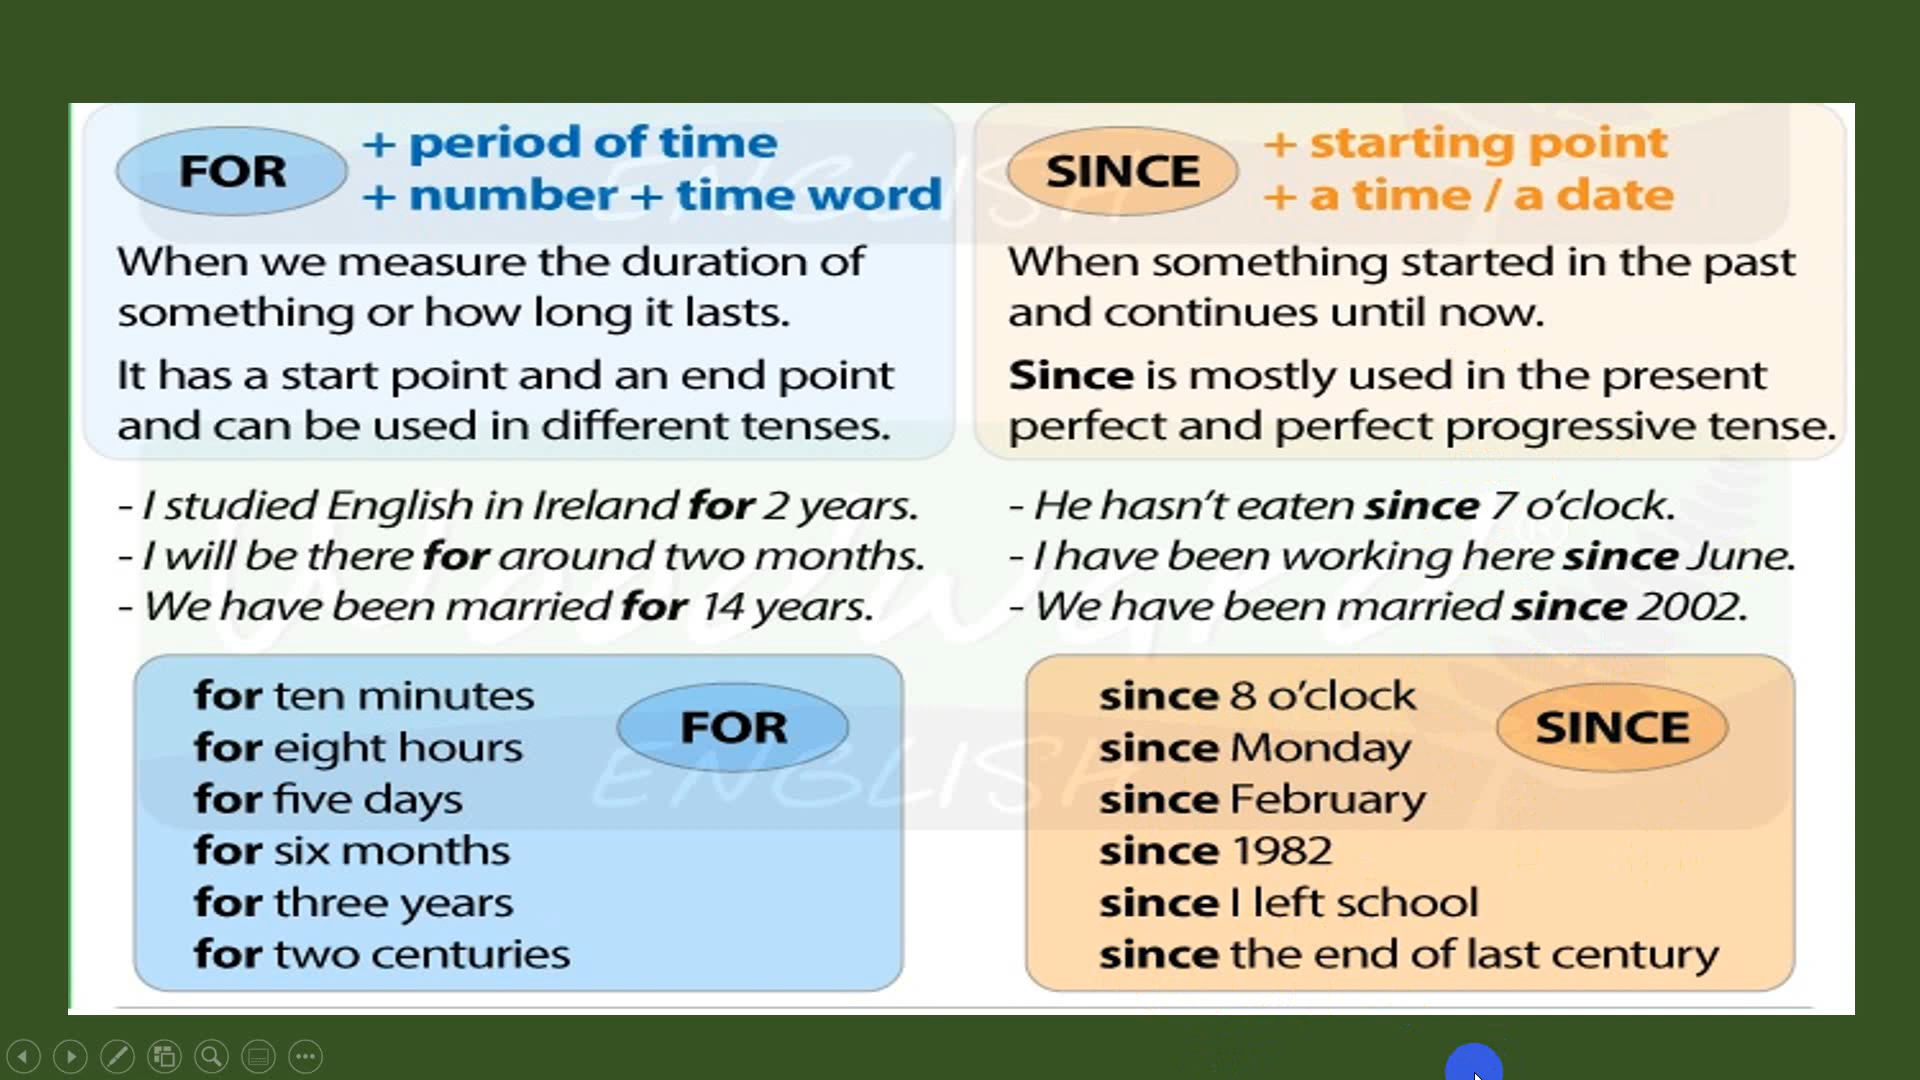 FOR
+ period of time
+ number + time word
When we measure the duration of
something or how long it lasts.
It has a start point and an end point
and can be used in different tenses.
- I studied English in Ireland for 2 years.
- I will be there for around two months.
- We have been married for 14 years.
for ten minutes
for eight hours
for five days
for six months
for three years
for two centuries
FOR
SINCE
+ starting point
+ a time / a date
When something started in the past
and continues until now.
Since is mostly used in the present
perfect and perfect progressive tense.
- He hasn't eaten since 7 o'clock.
- I have been working here since June.
- We have been married since 2002.
since 8 o'clock
since Monday
since February
since 1982
since I left school
since the end of last century
SINCE
ENGLISH
Woodward
ENGLISH